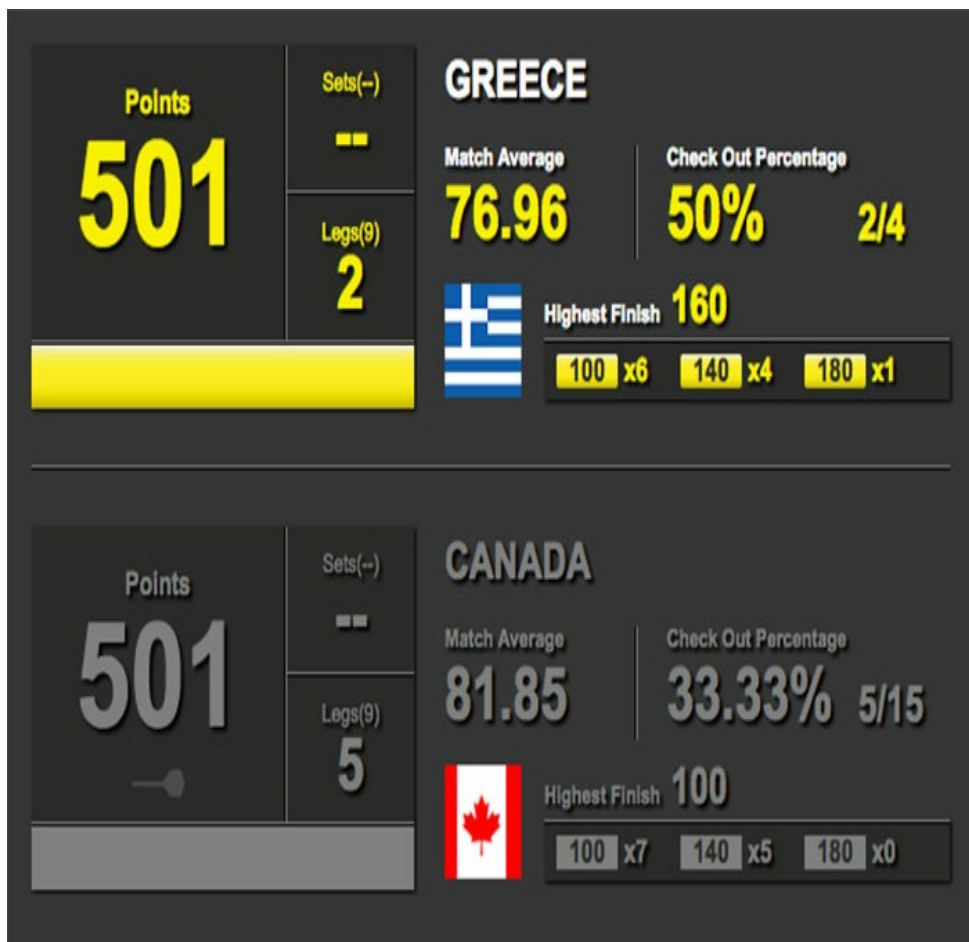 GREECE
Points
501
Sets(--)
--
Legs(9)
2
Match Average
76.96
Check Out Percentage
50% 2/4
Highest Finish 160
100 x6 140 x4 180 x1
CANADA
Points
501
Sets(--)
--
Legs(9)
5
Match Average
81.85
Check Out Percentage
33.33% 5/15
Highest Finish 100
100 x7 140 x5 180 x0